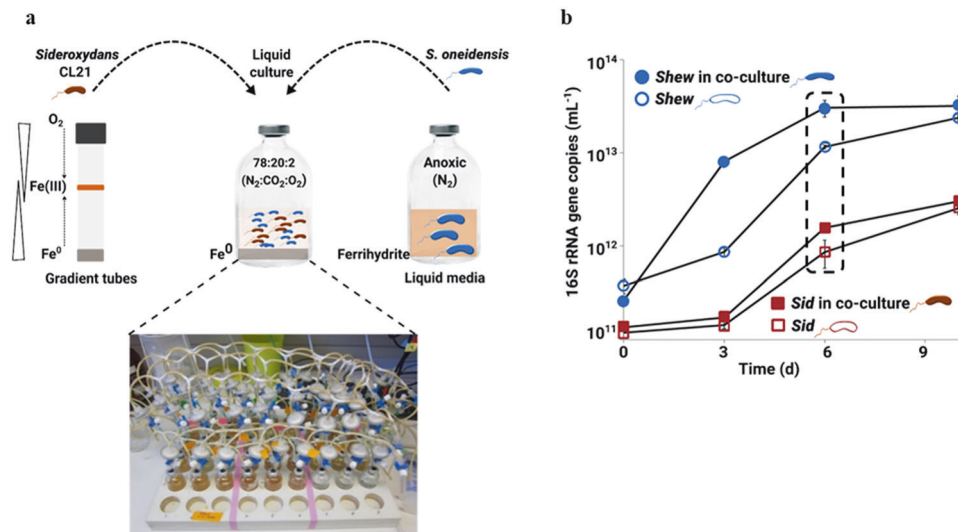 a
Sideroxydans
CL21
O2
Fe(III)
Fe0
Gradient tubes
Liquid
culture
78:20:2
(N2:CO2:O2)
Fe0
S. oneidensis
Anoxic
(N2)
Ferrihydrite
Liquid media
b
16S rRNA gene copies (mL-1)
10^14
10^13
10^12
10^11
Shew in co-culture
Shew
Sid in co-culture
Sid
0
3
6
9
Time (d)